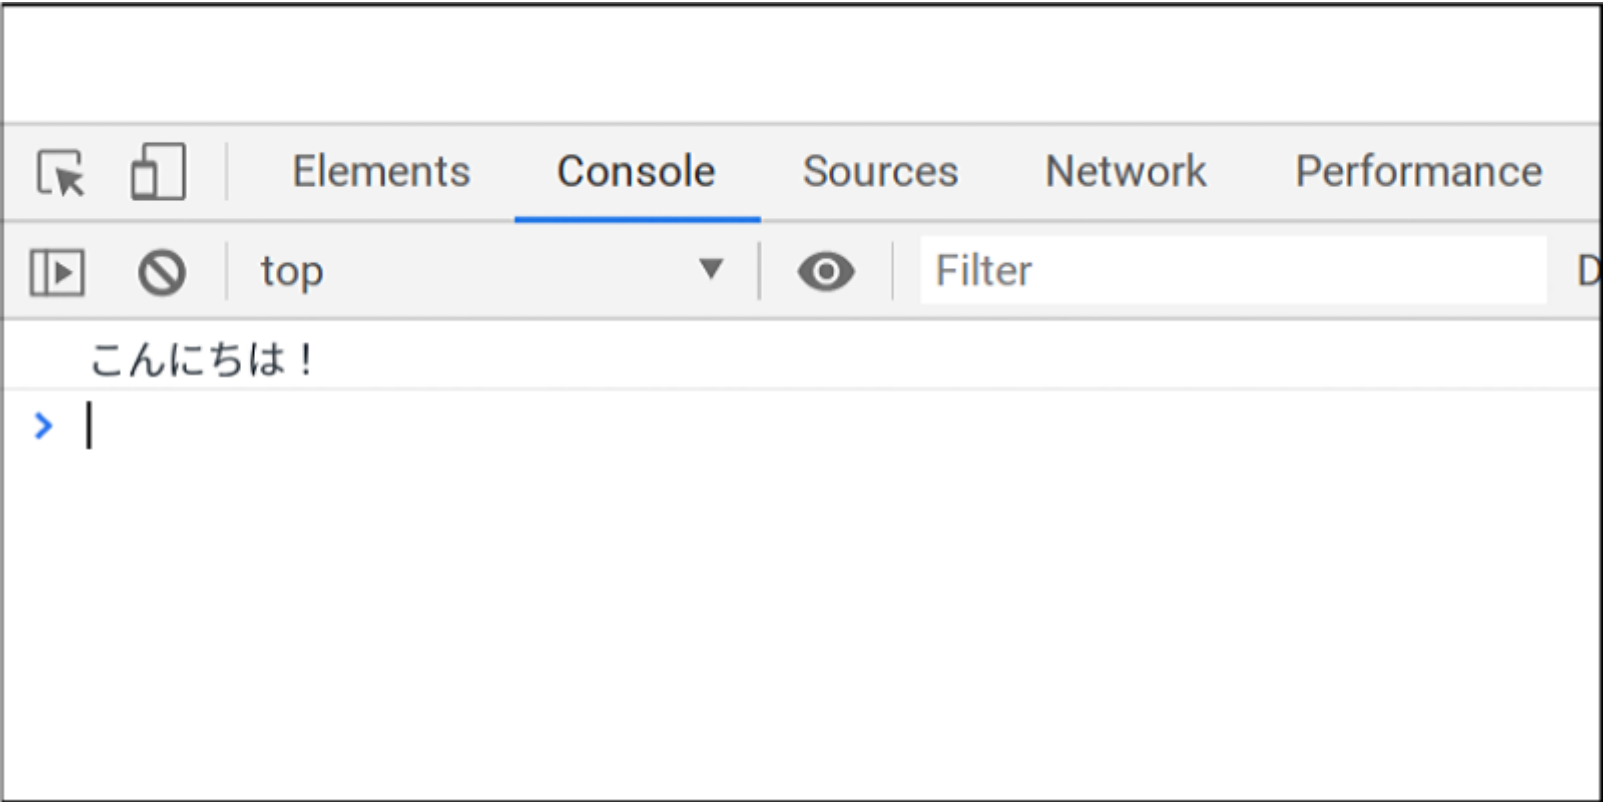 Elements Console Sources Network Performance
top Filter D
こんにちは！